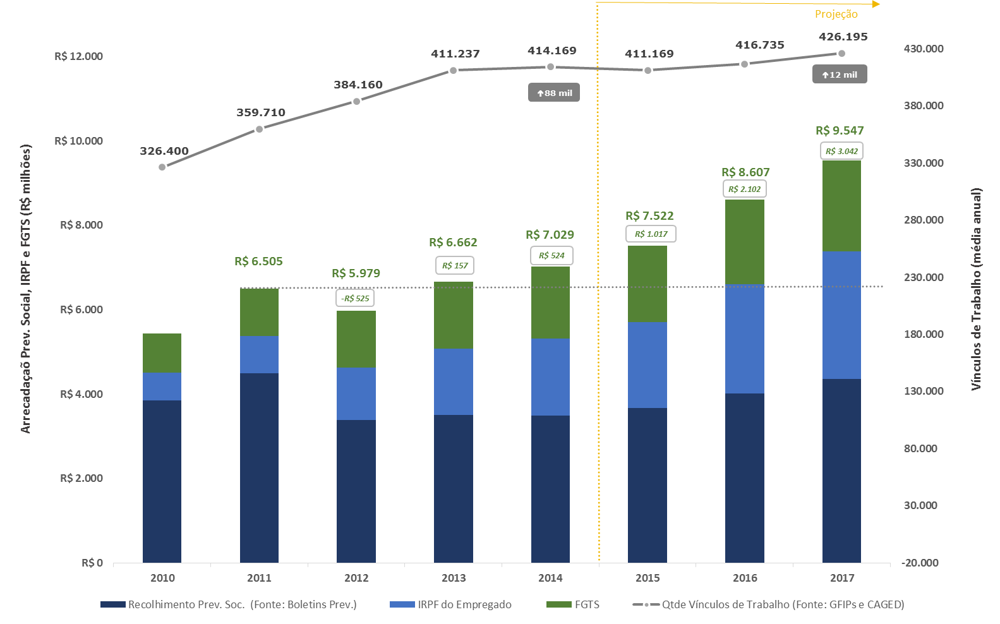 Projeção
R$ 12.000
R$ 10.000
R$ 8.000
R$ 6.000
R$ 4.000
R$ 2.000
R$ 0
Arrecadação Prev. Social, IRPF e FGTS (R$ milhões)
430.000
380.000
330.000
280.000
230.000
180.000
130.000
80.000
30.000
-20.000
Vínculos de Trabalho (média anual)
326.400
359.710
384.160
411.237
414.169
411.169
416.735
426.195
↑88 mil
↑12 mil
R$ 6.505
R$ 5.979
R$ 6.662
R$ 7.029
R$ 7.522
R$ 8.607
R$ 9.547
-R$ 525
R$ 157
R$ 524
R$ 1.017
R$ 2.102
R$ 3.042
2010 2011 2012 2013 2014 2015 2016 2017
Recolhimento Prev. Soc. (Fonte: Boletins Prev.) IRPF do Empregado FGTS Qtde Vínculos de Trabalho (Fonte: GFIPs e CAGED)